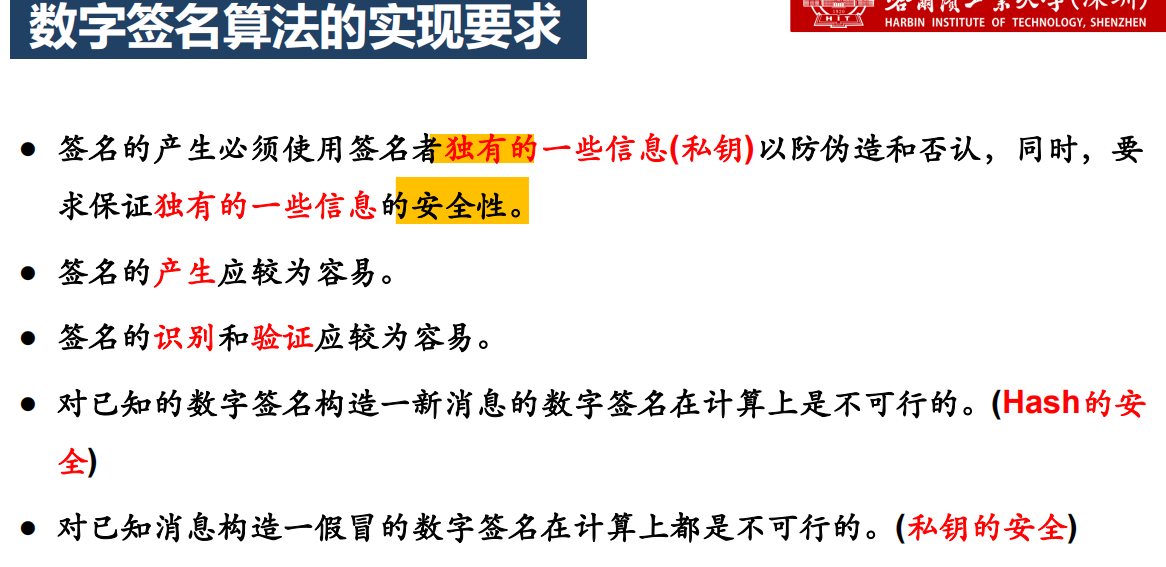 数字签名算法的实现要求
HARBIN INSTITUTE OF TECHNOLOGY, SHENZHEN
HIT
● 签名的产生必须使用签名者独有的一些信息(私钥)以防伪造和否认，同时，要
求保证独有的一些信息的安全性。
● 签名的产生应较为容易。
● 签名的识别和验证应较为容易。
● 对已知的数字签名构造一新消息的数字签名在计算上是不可行的。(Hash的安
全)
● 对已知消息构造一假冒的数字签名在计算上都是不可行的。(私钥的安全)